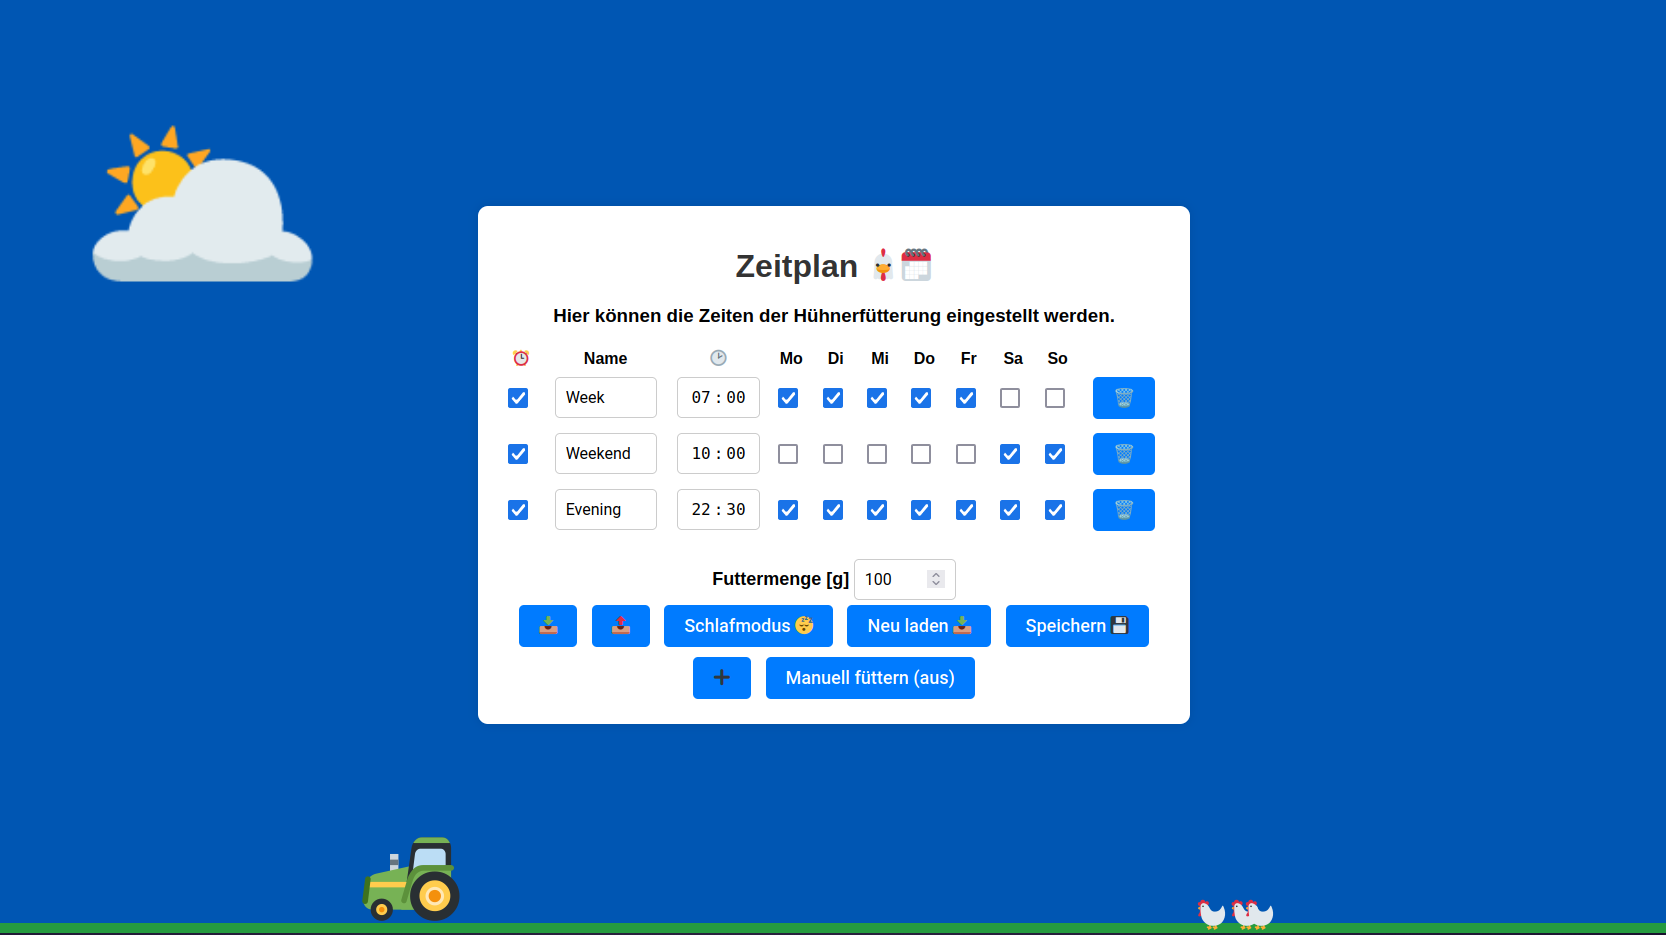 Zeitplan
Hier können die Zeiten der Hühnerfütterung eingestellt werden.
Name Mo Di Mi Do Fr Sa So
Week 07:00
Weekend 10:00
Evening 22:30
Futtermenge [g] 100
Schlafmodus Neu laden Speichern
Manuell füttern (aus)